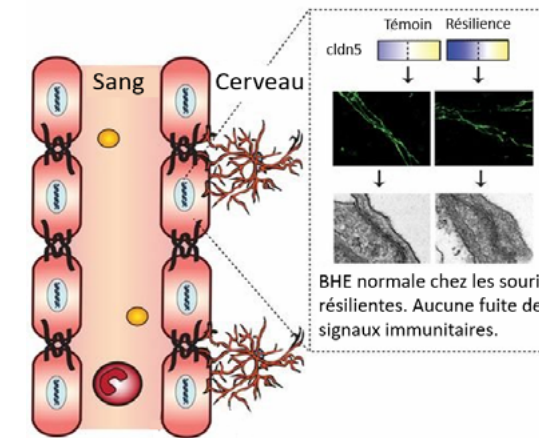 Témoin Résilience
cldn5
Sang Cerveau
BHE normale chez les souri
résilientes. Aucune fuite de
signaux immunitaires.